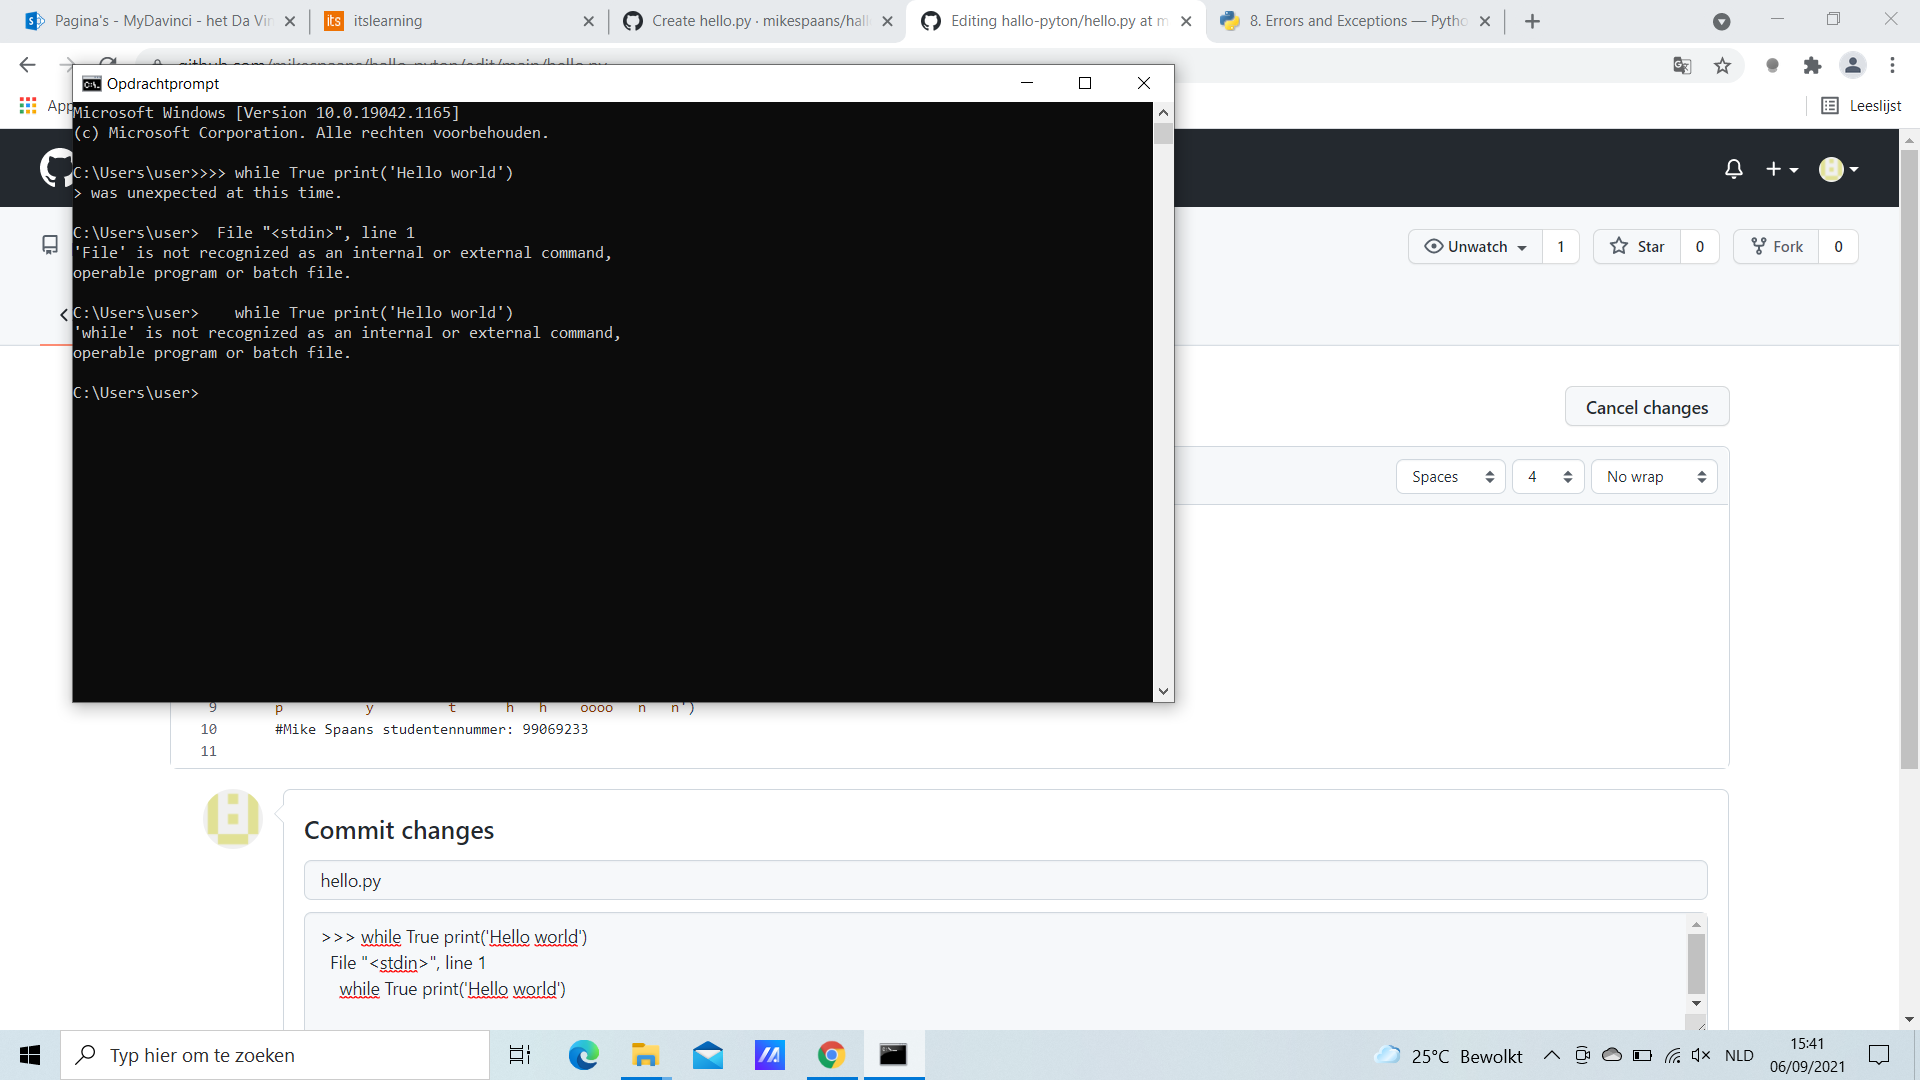 Pagina's - MyDavinci - het Da Vin
itslearning
Create hello.py · mikespaans/hall
Editing hallo-pyton/hello.py at m
8. Errors and Exceptions — Pytho
Leeslijst
Opdrachtprompt
Microsoft Windows [Version 10.0.19042.1165]
(c) Microsoft Corporation. Alle rechten voorbehouden.
C:\Users\user>>>> while True print('Hello world')
> was unexpected at this time.
C:\Users\user>  File "<stdin>", line 1
'File' is not recognized as an internal or external command,
operable program or batch file.
C:\Users\user>    while True print('Hello world')
'while' is not recognized as an internal or external command,
operable program or batch file.
C:\Users\user>
Unwatch 1
Star 0
Fork 0
Cancel changes
Spaces 4 No wrap
9 p y t h h oooo n n')
10 #Mike Spaans studentennummer: 99069233
11
Commit changes
hello.py
>>> while True print('Hello world')
File "<stdin>", line 1
while True print('Hello world')
Typ hier om te zoeken
25°C Bewolkt
NLD
15:41
06/09/2021